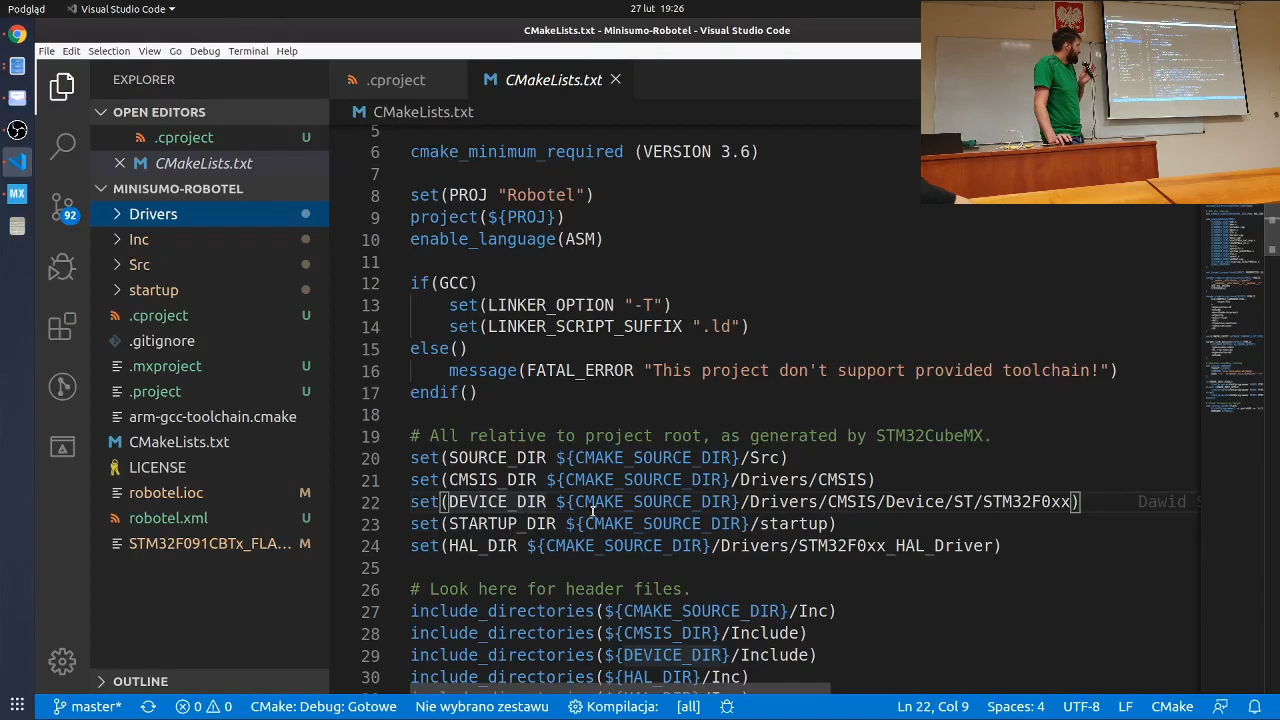 Podgląd
Visual Studio Code
27 lut 19:26
CMakeLists.txt - Minisumo-Robotel - Visual Studio Code
File Edit Selection View Go Debug Terminal Help
EXPLORER
OPEN EDITORS
.cproject U
CMakeLists.txt
MINISUMO-ROBOTEL
92
Drivers
Inc
Src
startup
.cproject U
.gitignore
.mxproject U
.project U
arm-gcc-toolchain.cmake
CMakeLists.txt
LICENSE
robotel.ioc M
robotel.xml U
STM32F091CBTx_FLA... M
OUTLINE
MX
.cproject
CMakeLists.txt
CMakeLists.txt
5
6 cmake_minimum_required (VERSION 3.6)
7
8 set(PROJ "Robotel")
9 project(${PROJ})
10 enable_language(ASM)
11
12 if(GCC)
13 set(LINER_OPTION "-T")
14 set(LINER_SCRIPT_SUFFIX ".ld")
15 else()
16 message(FATAL_ERROR "This project don't support provided toolchain!")
17 endif()
18
19 # All relative to project root, as generated by STM32CubeMX.
20 set(SOURCE_DIR ${CMAKE_SOURCE_DIR}/Src)
21 set(CMSIS_DIR ${CMAKE_SOURCE_DIR}/Drivers/CMSIS)
22 set(DEVICE_DIR ${CMAKE_SOURCE_DIR}/Drivers/CMSIS/Device/ST/STM32F0xx) Dawid
23 set(STARTUP_DIR ${CMAKE_SOURCE_DIR}/startup)
24 set(HAL_DIR ${CMAKE_SOURCE_DIR}/Drivers/STM32F0xx_HAL_Driver)
25
26 # Look here for header files.
27 include_directories(${CMAKE_SOURCE_DIR}/Inc)
28 include_directories(${CMSIS_DIR}/Include)
29 include_directories(${DEVICE_DIR}/Include)
30 include_directories(${HAL_DIR}/Inc)
master* 0 0 CMake: Debug: Gotowe Nie wybrano zestawu Kompilacja: [all] Ln 22, Col 9 Spaces: 4 UTF-8 LF CMake